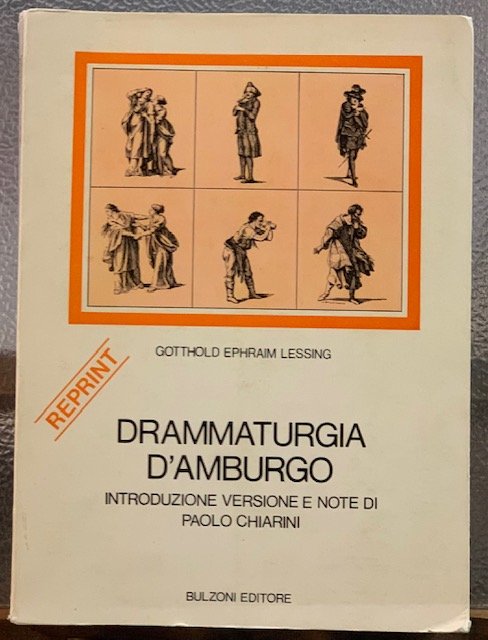 GOTTHOLD EPHRAIM LESSING
REPRINT
DRAMMATURGIA
D'AMBURGO
INTRODUZIONE VERSIONE E NOTE DI
PAOLO CHIARINI
BULZONI EDITORE